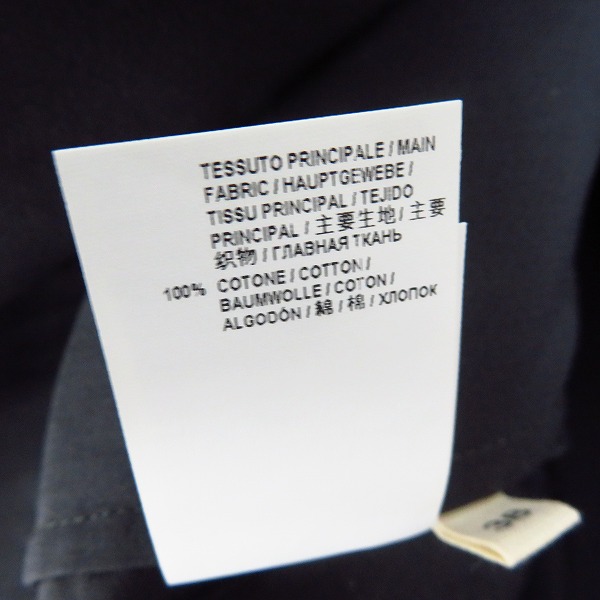 TESSUTO PRINCIPALE / MAIN
FABRIC / HAUPTGEWEBE /
TISSU PRINCIPAL / TEJIDO
PRINCIPAL / 主要生地 / 主要
织物 / ГЛАВНАЯ ТКАНЬ
100% COTONE / COTTON /
BAUMWOLLE / COTON /
ALGODÓN / 綿 / 棉 / ХЛОПОК
38